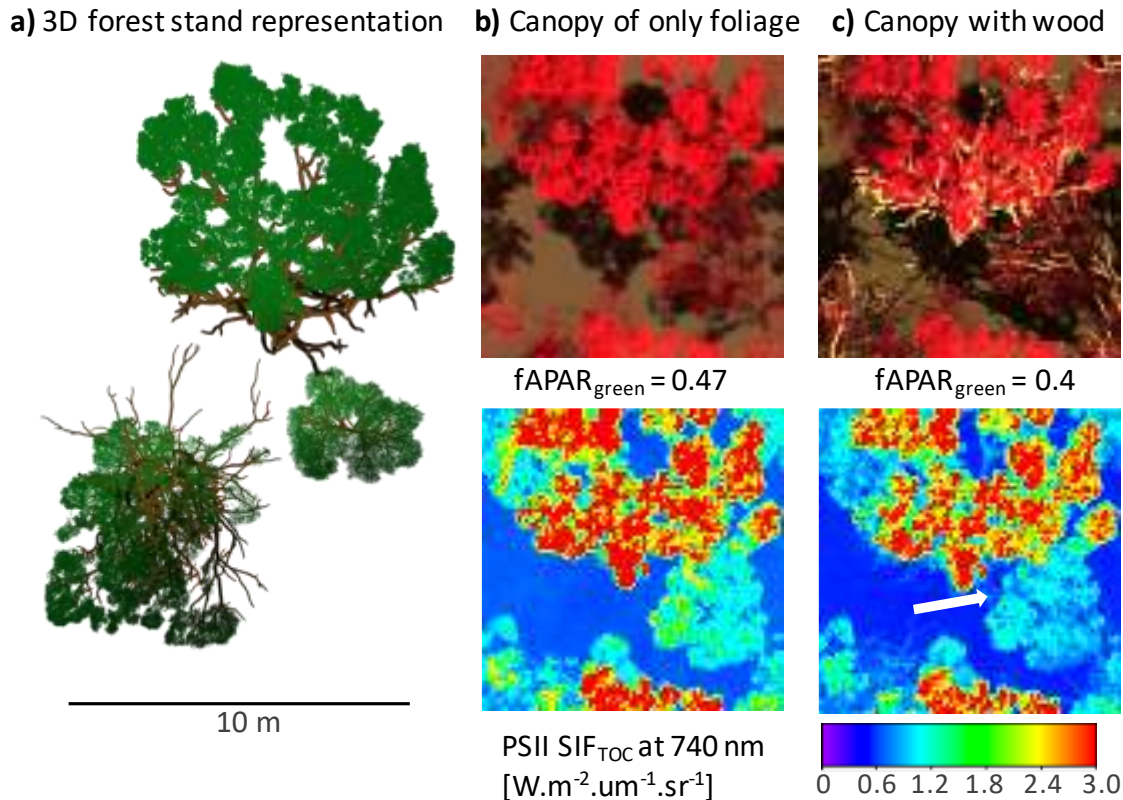 a) 3D forest stand representation
b) Canopy of only foliage
c) Canopy with wood
fAPARgreen = 0.47
fAPARgreen = 0.4
10 m
PSII SIFTOC at 740 nm
[W.m-2.um-1.sr-1]
0 0.6 1.2 1.8 2.4 3.0